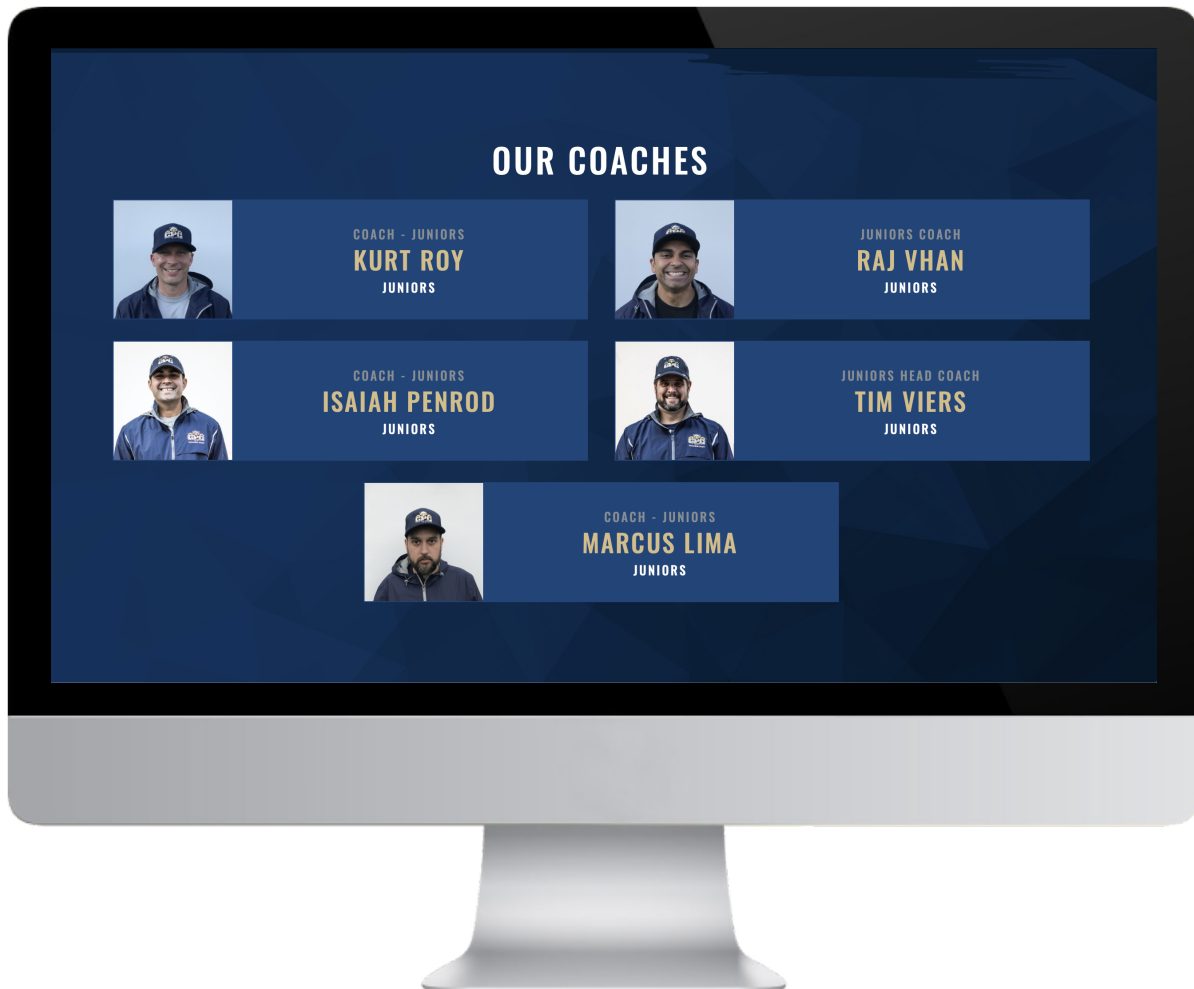 OUR COACHES
COACH - JUNIORS
KURT ROY
JUNIORS
JUNIORS COACH
RAJ VHAN
JUNIORS
COACH - JUNIORS
ISAIAH PENROD
JUNIORS
JUNIORS HEAD COACH
TIM VIERS
JUNIORS
COACH - JUNIORS
MARCUS LIMA
JUNIORS